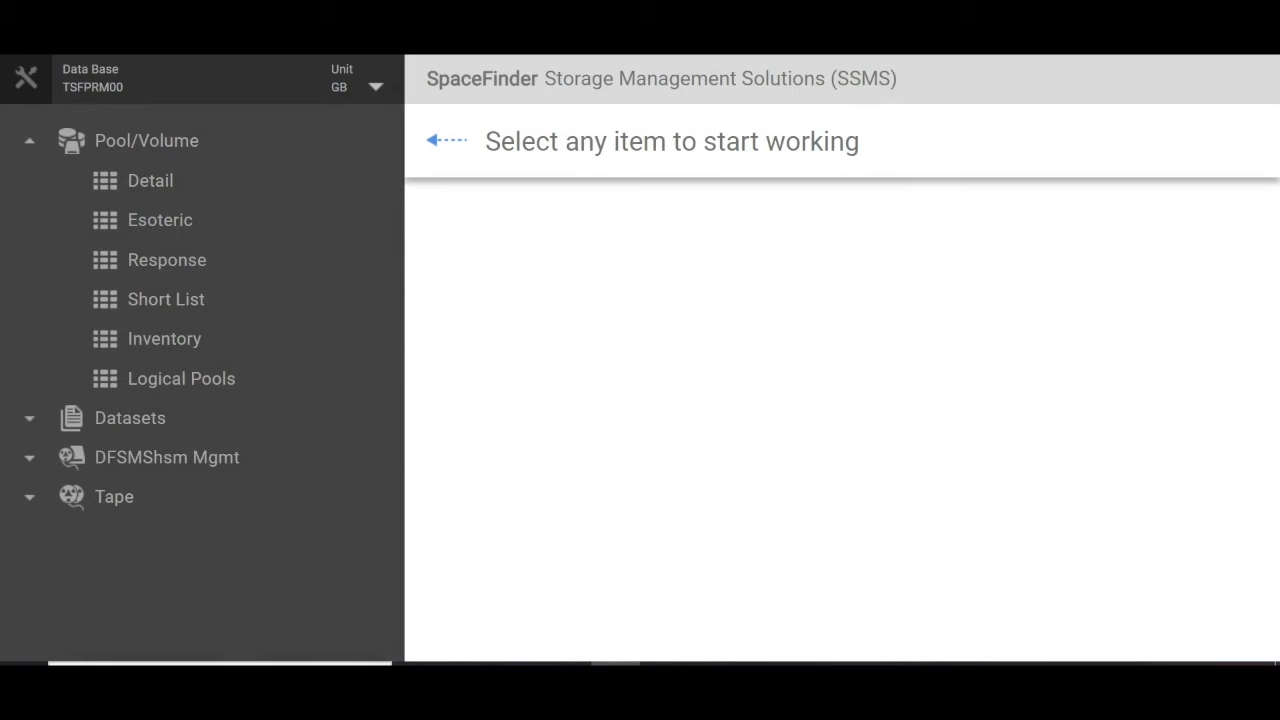 Data Base
TSFPRM00
Unit
GB
SpaceFinder Storage Management Solutions (SSMS)
Select any item to start working
Pool/Volume
Detail
Esoteric
Response
Short List
Inventory
Logical Pools
Datasets
DFSMShsm Mgmt
Tape